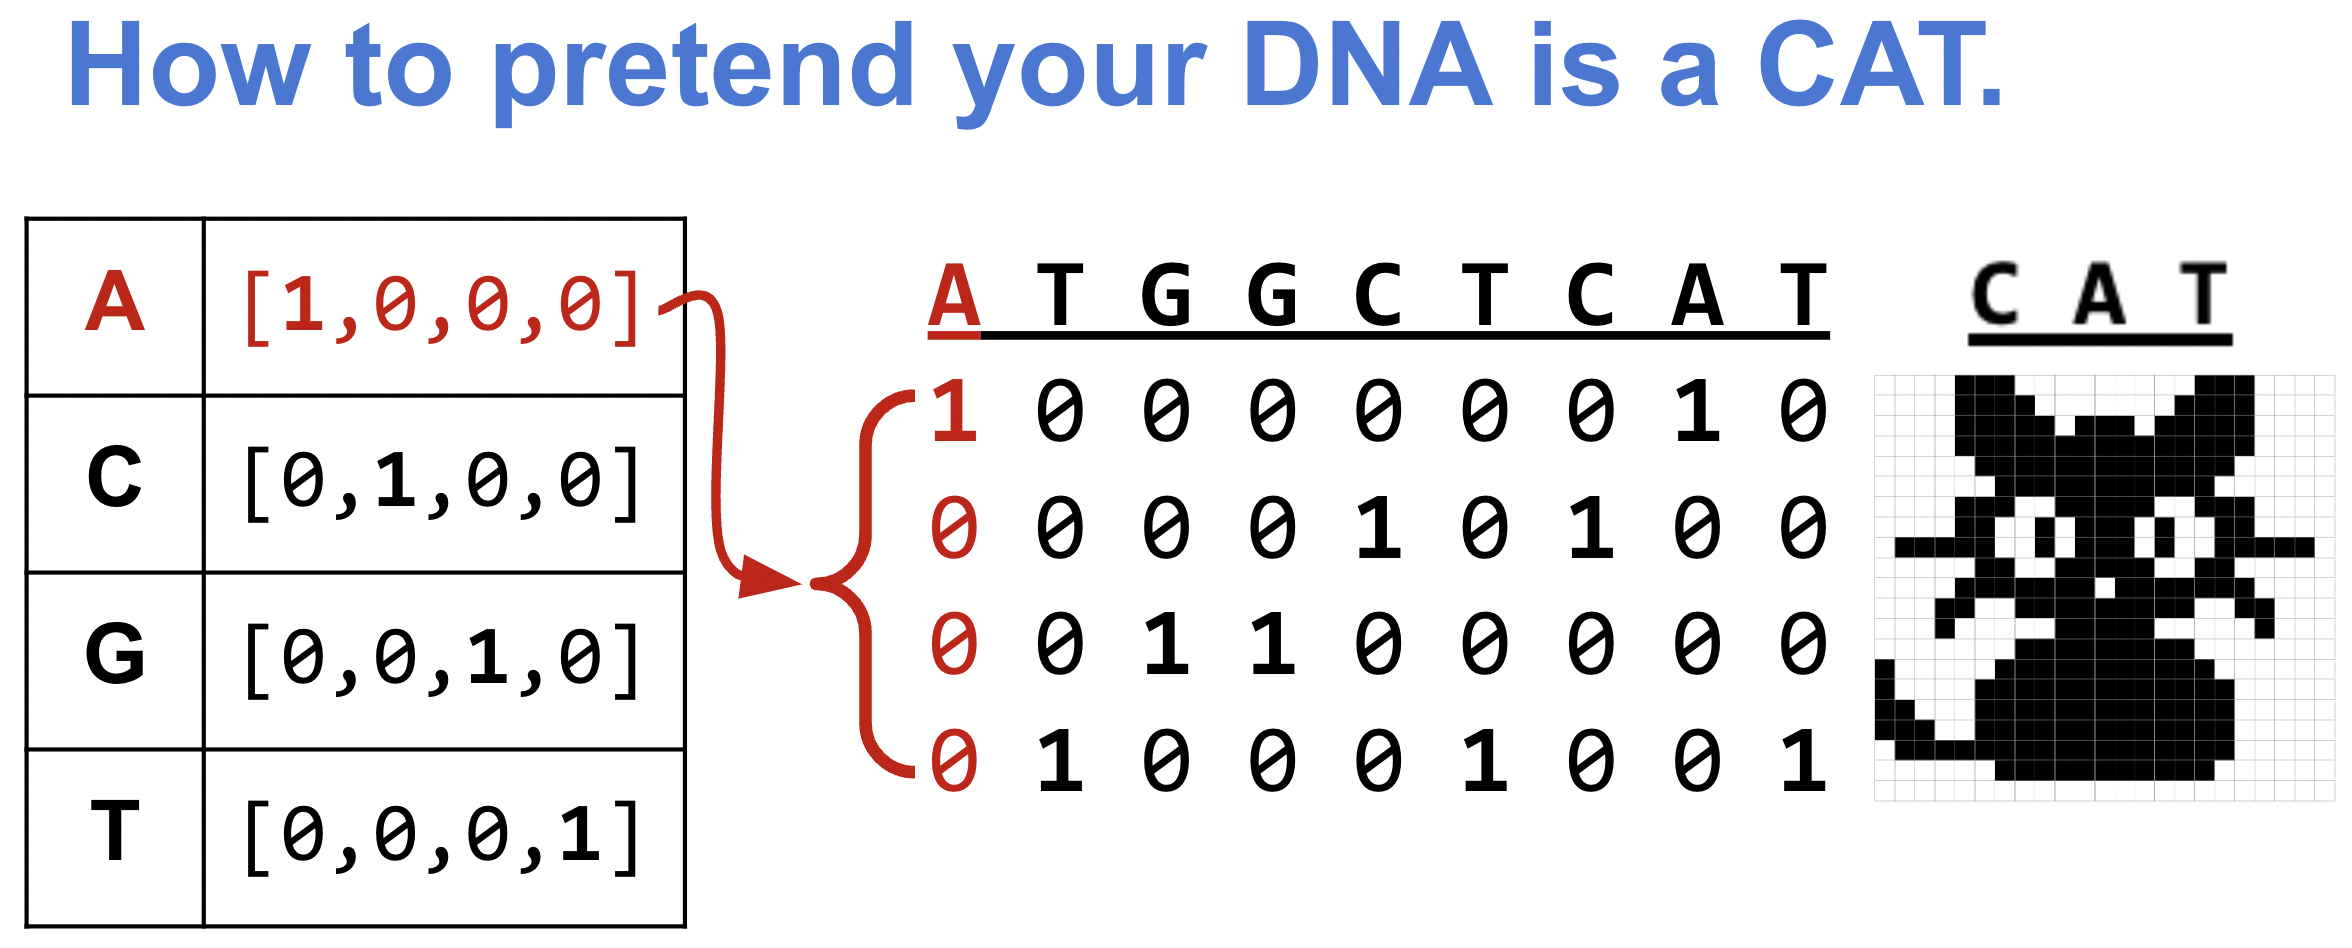 How to pretend your DNA is a CAT.
A [1,0,0,0]
C [0,1,0,0]
G [0,0,1,0]
T [0,0,0,1]
A T G G C T C A T
1 0 0 0 0 0 0 1 0
0 0 0 0 1 0 1 0 0
0 0 1 1 0 0 0 0 0
0 1 0 0 0 1 0 0 1
C A T